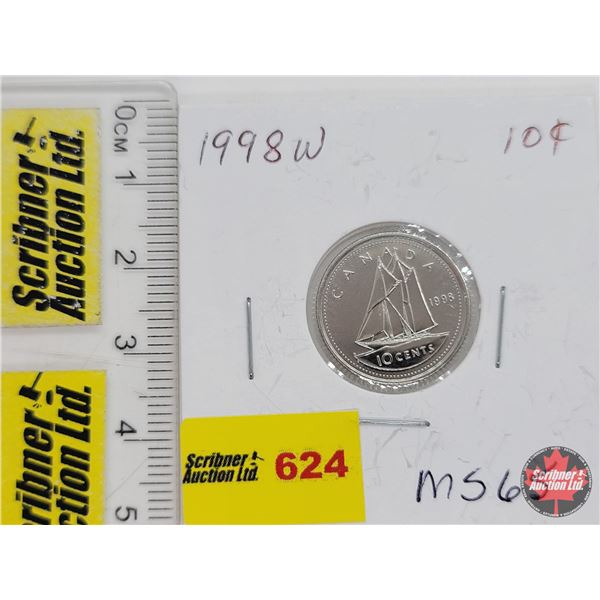 Scribner
Auction Ltd.
ribner
Auction Ltd.
0CM
1
2
3
4
5
1998W
10¢
CANADA
1998
10 CENTS
Scribner
Auction Ltd.
624
Scribner's
Auction Ltd.